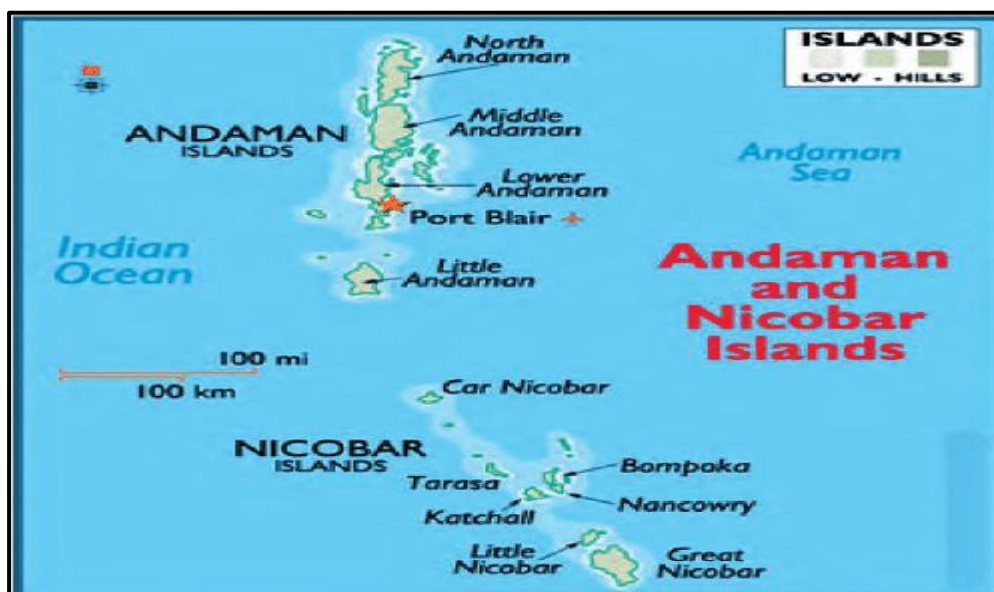 ISLANDS
LOW - HILLS
North
Andaman
Middle
Andaman
ANDAMAN
ISLANDS
Andaman
Sea
Lower
Andaman
Port Blair
Indian
Ocean
Little
Andaman
Andaman
and
Nicobar
Islands
100 mi
100 km
Car Nicobar
NICOBAR
ISLANDS
Bompoka
Tarasa
Nancowry
Katchall
Little
Nicobar
Great
Nicobar